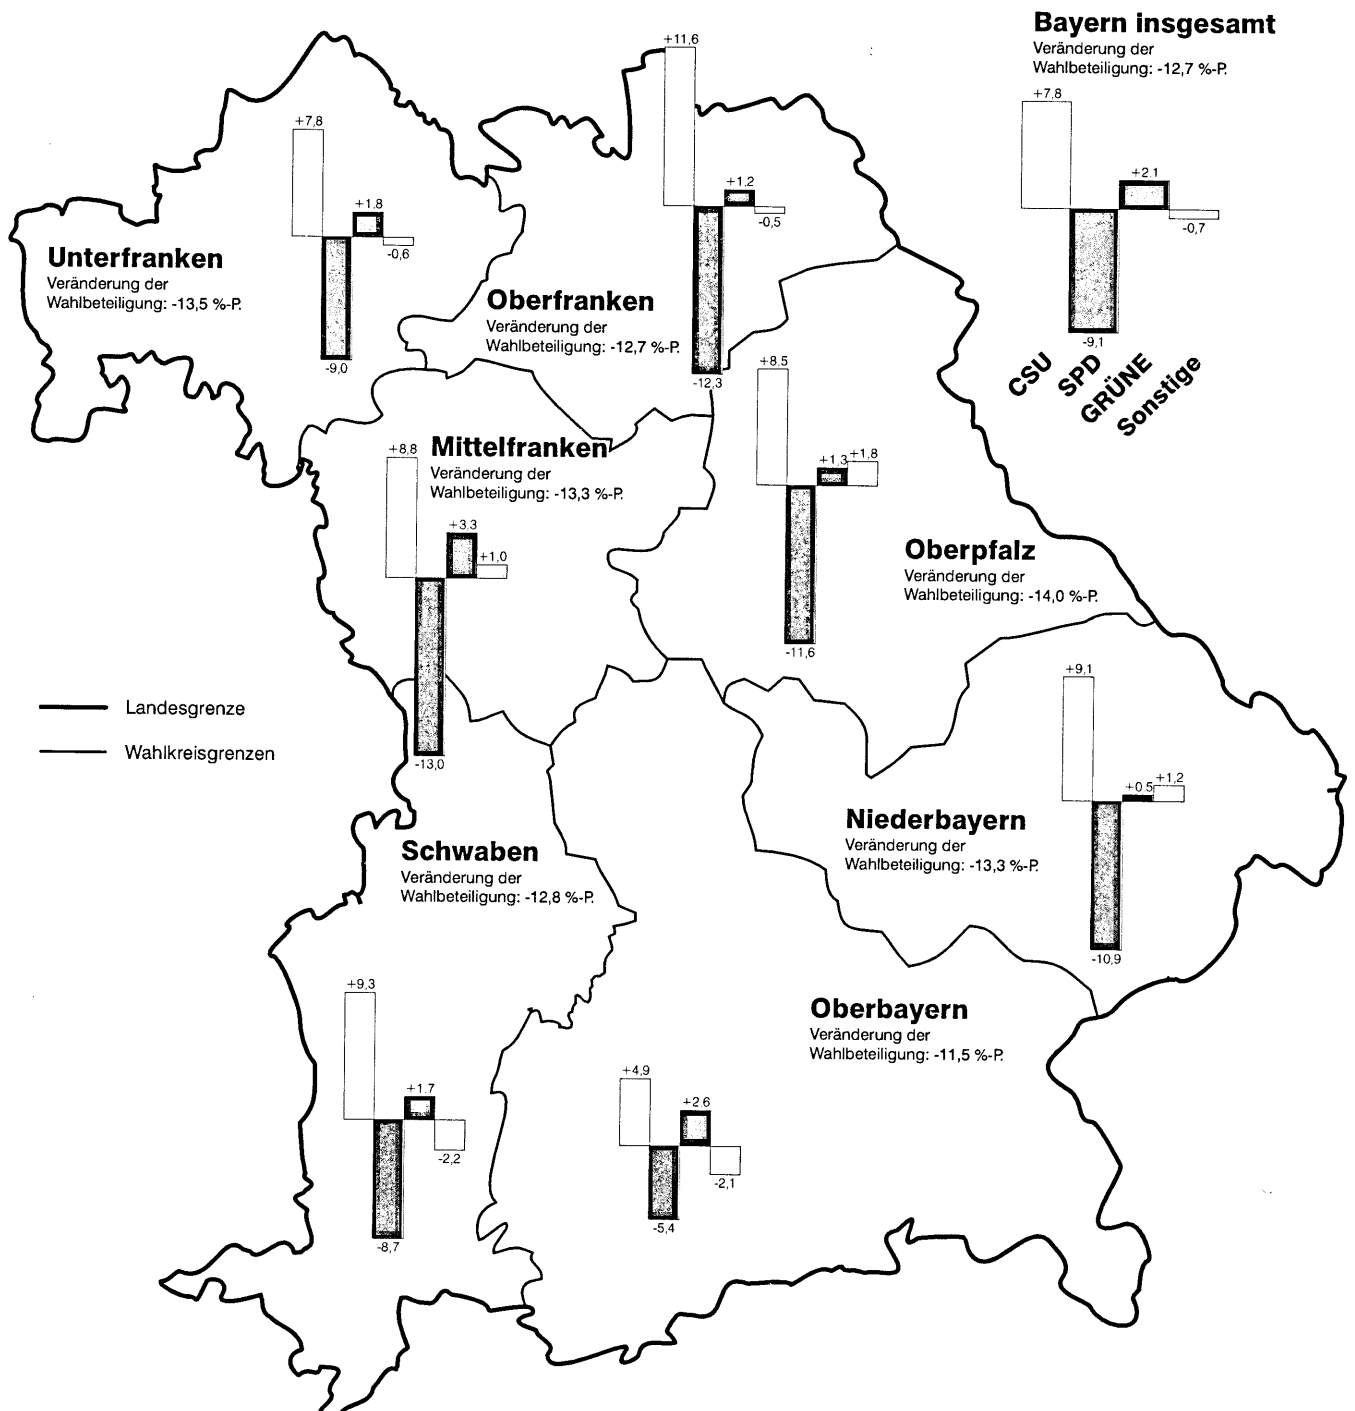 Bayern insgesamt
Veränderung der
Wahlbeteiligung: -12,7 %-P.
+7,8
+2.1
-0,7
-9,1
CSU
SPD
GRÜNE
Sonstige
+7,8
+1.8
-0,6
-9,0
Unterfranken
Veränderung der
Wahlbeteiligung: -13,5 %-P.
+11,6
+1.2
-0,5
-12,3
Oberfranken
Veränderung der
Wahlbeteiligung: -12,7 %-P.
+8,8
+3.3
+1,0
-13,0
Mittelfranken
Veränderung der
Wahlbeteiligung: -13,3 %-P.
+8,5
+1,3
+1,8
-11,6
Oberpfalz
Veränderung der
Wahlbeteiligung: -14,0 %-P.
Landesgrenze
Wahlkreisgrenzen
+9,1
+0 5
+1,2
-10,9
Niederbayern
Veränderung der
Wahlbeteiligung: -13,3 %-P.
Schwaben
Veränderung der
Wahlbeteiligung: -12,8 %-P.
+9,3
+1.7
-2,2
-8,7
Oberbayern
Veränderung der
Wahlbeteiligung: -11,5 %-P.
+4,9
+2 6
-2,1
-5,4